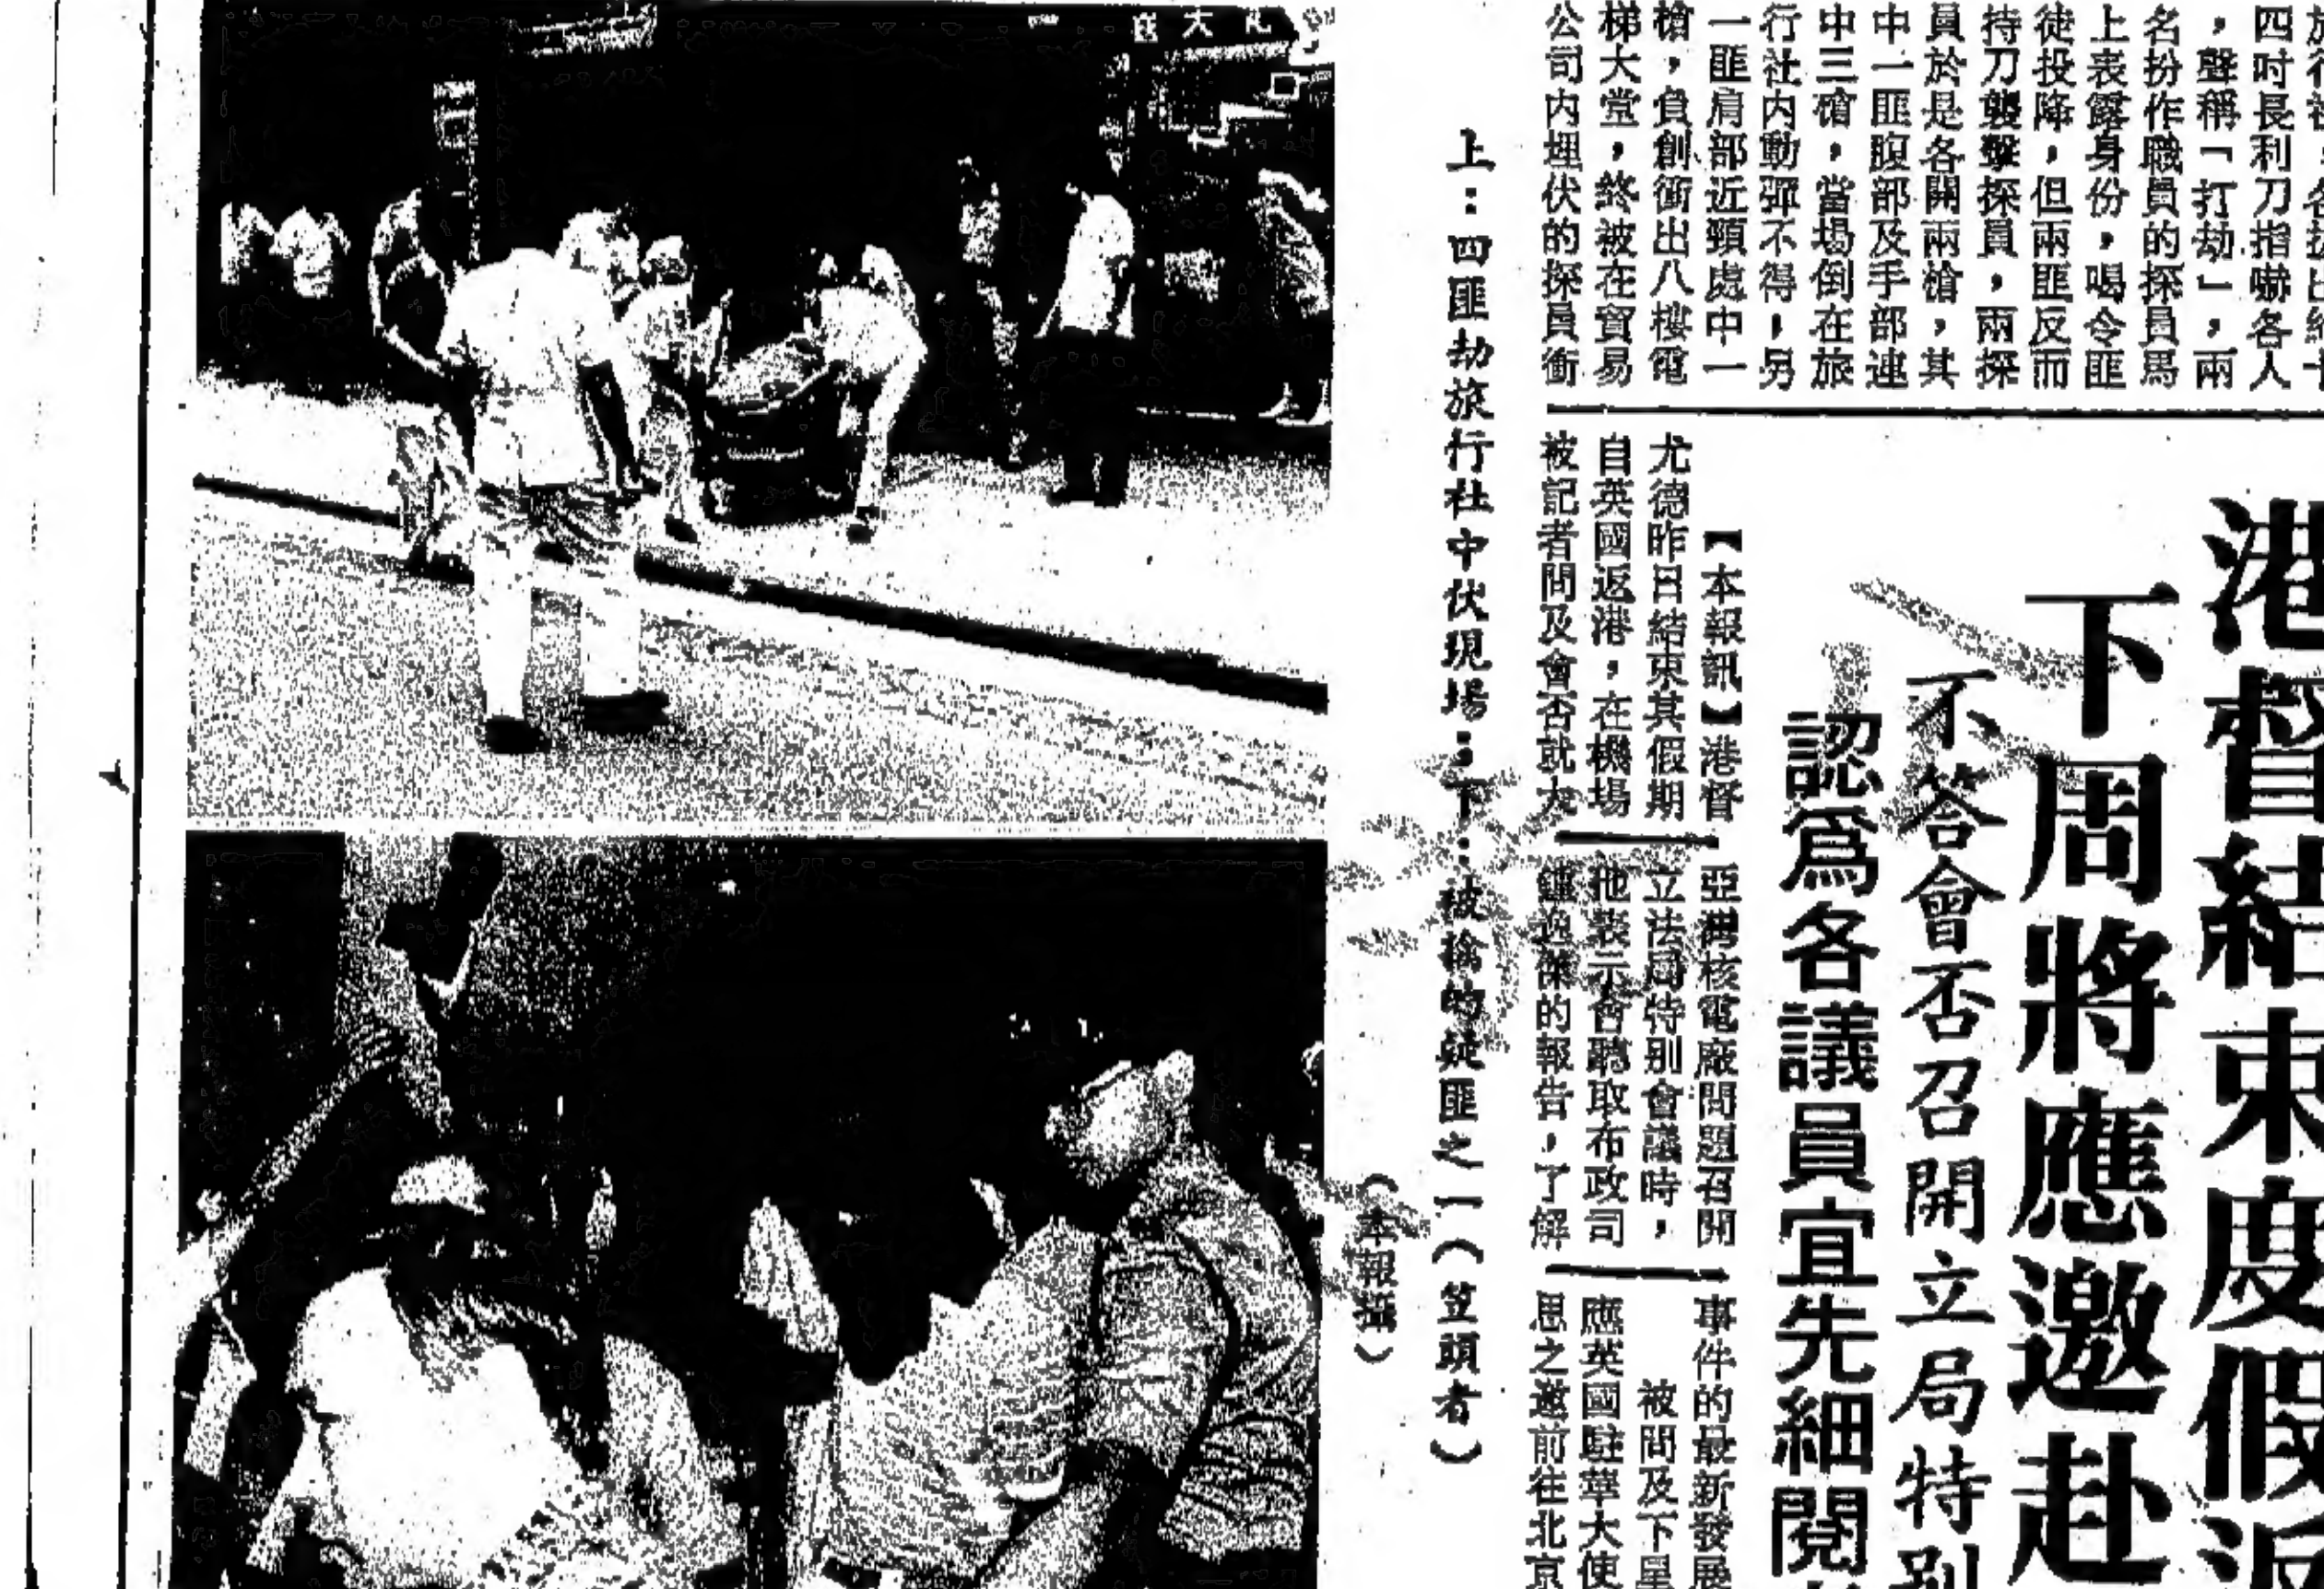 四吋長利刀指嚇各人
，聲稱「打劫」，兩
名扮作職員的探員馬
上表露身份，喝令匪
徒投降，但兩匪反而
持刀襲擊探員，兩探
員於是各開兩槍，其
中一匪腹部及手部連
中三槍，當場倒在旅
行社內動彈不得，另
一匪肩部近頸處中一
槍，負創衝出八樓電
梯大堂，終被在貿易
公司內埋伏的探員衝
港督結束度假返
下周將應邀赴
不答會否召開立局特別
認爲各議員宜先細閱
【本報訊】港督
尤德昨日結束其假期
自英國返港，在機場
被記者問及會否就大
亞灣核電廠問題召開
立法局特別會議時，
他表示會聽取布政司
鍾逸傑的報告，了解
事件的最新發展
被問及下星
應英國駐華大使
思之邀前往北京
上：四匪劫旅行社中伏現場；下：被擒的疑匪之一（笠頭者）
（本報攝）